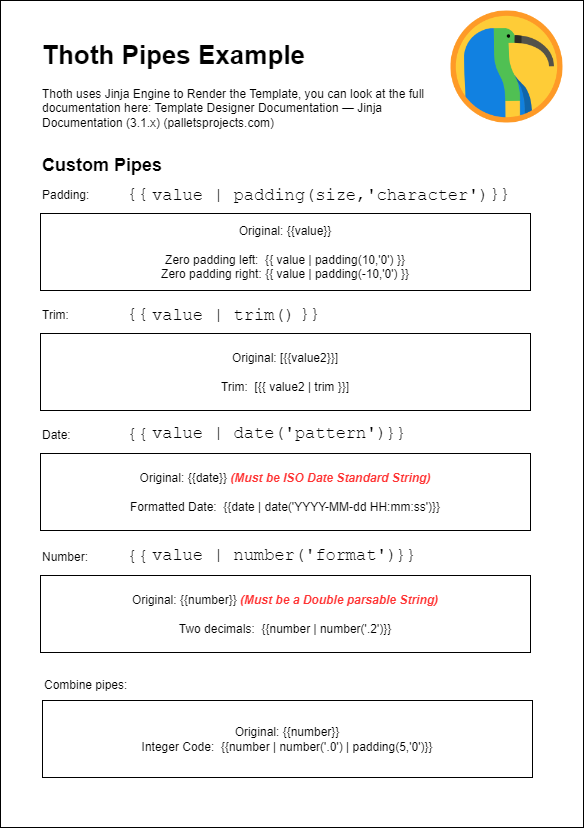 Thoth Pipes Example
Thoth uses Jinja Engine to Render the Template, you can look at the full
documentation here: Template Designer Documentation — Jinja
Documentation (3.1.x) (palletsprojects.com)
Custom Pipes
Padding: {{ value | padding(size,'character')}}
Original: {{value}}
Zero padding left: {{ value | padding(10,'0') }}
Zero padding right: {{ value | padding(-10,'0') }}
Trim: {{ value | trim() }}
Original: [{{value2}}]
Trim: [{{ value2 | trim }}]
Date: {{ value | date('pattern')}}
Original: {{date}} (Must be ISO Date Standard String)
Formatted Date: {{date | date('YYYY-MM-dd HH:mm:ss')}}
Number: {{ value | number('format')}}
Original: {{number}} (Must be a Double parsable String)
Two decimals: {{number | number('.2')}}
Combine pipes:
Original: {{number}}
Integer Code: {{number | number('.0') | padding(5,'0')}}